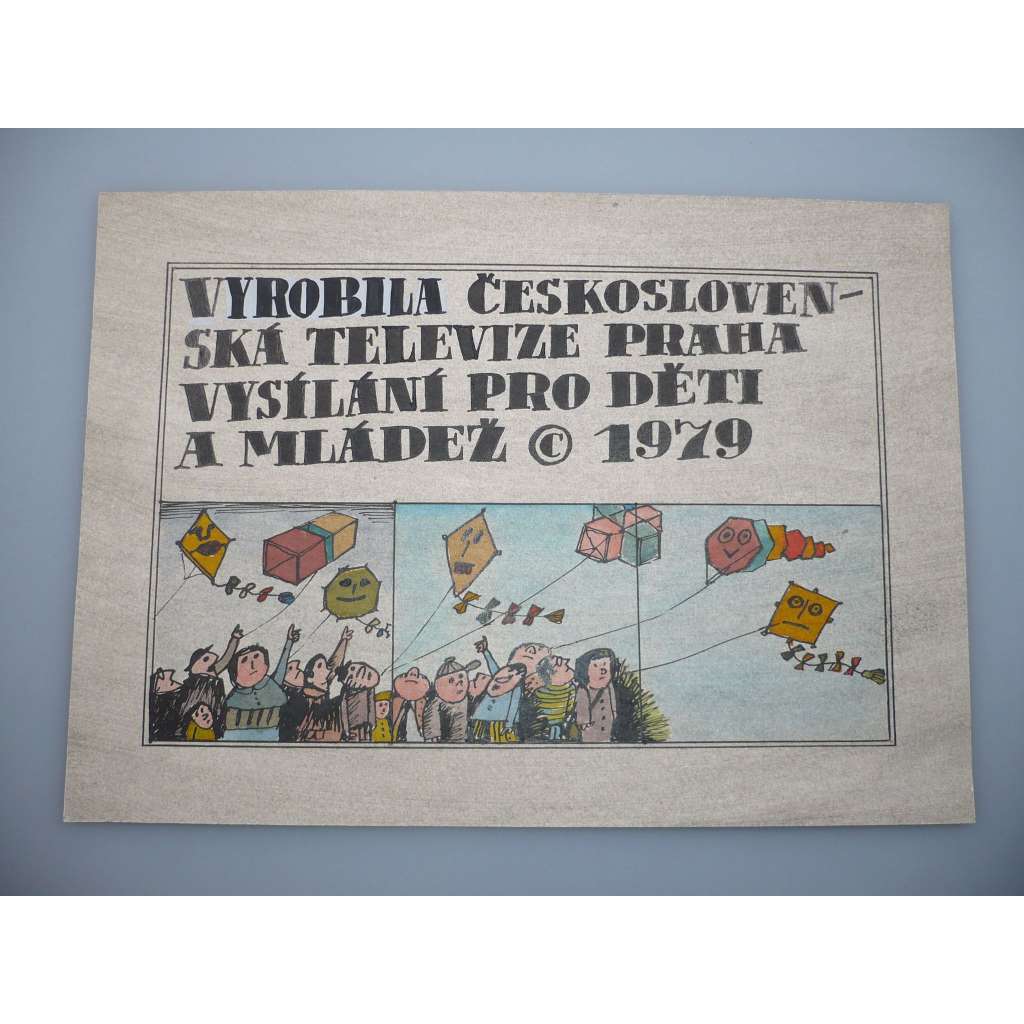 VYROBILA ČESKOSLOVEN-
SKÁ TELEVIZE PRAHA
VYSÍLÁNÍ PRO DĚTI
A MLÁDEŽ © 1979